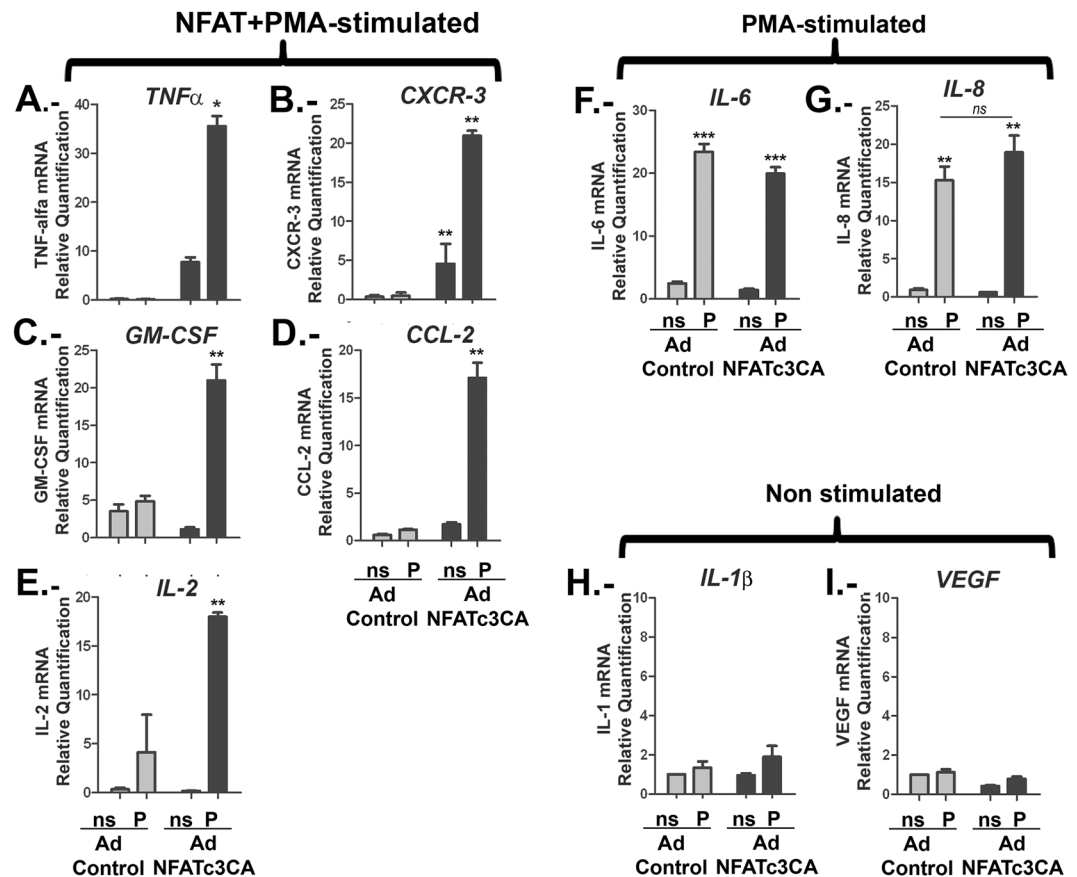 NFAT+PMA-stimulated
A.-
TNFα
TNF-alfa mRNA
Relative Quantification
40
30
20
10
0
*
B.-
CXCR-3
CXCR-3 mRNA
Relative Quantification
25
20
15
10
5
0
**
**
C.-
GM-CSF
GM-CSF mRNA
Relative Quantification
25
20
15
10
5
0
**
D.-
CCL-2
CCL-2 mRNA
Relative Quantification
20
15
10
5
0
**
ns P ns P
Ad Ad
Control NFATc3CA
E.-
IL-2
IL-2 mRNA
Relative Quantification
20
15
10
5
0
**
ns P ns P
Ad Ad
Control NFATc3CA
PMA-stimulated
F.-
IL-6
IL-6 mRNA
Relative Quantification
30
20
10
0
***
***
ns P ns P
Ad Ad
Control NFATc3CA
G.-
IL-8
IL-8 mRNA
Relative Quantification
25
20
15
10
5
0
ns
**
**
ns P ns P
Ad Ad
Control NFATc3CA
Non stimulated
H.-
IL-1β
IL-1 mRNA
Relative Quantification
10
8
6
4
2
0
ns P ns P
Ad Ad
Control NFATc3CA
I.-
VEGF
VEGF mRNA
Relative Quantification
10
8
6
4
2
0
ns P ns P
Ad Ad
Control NFATc3CA